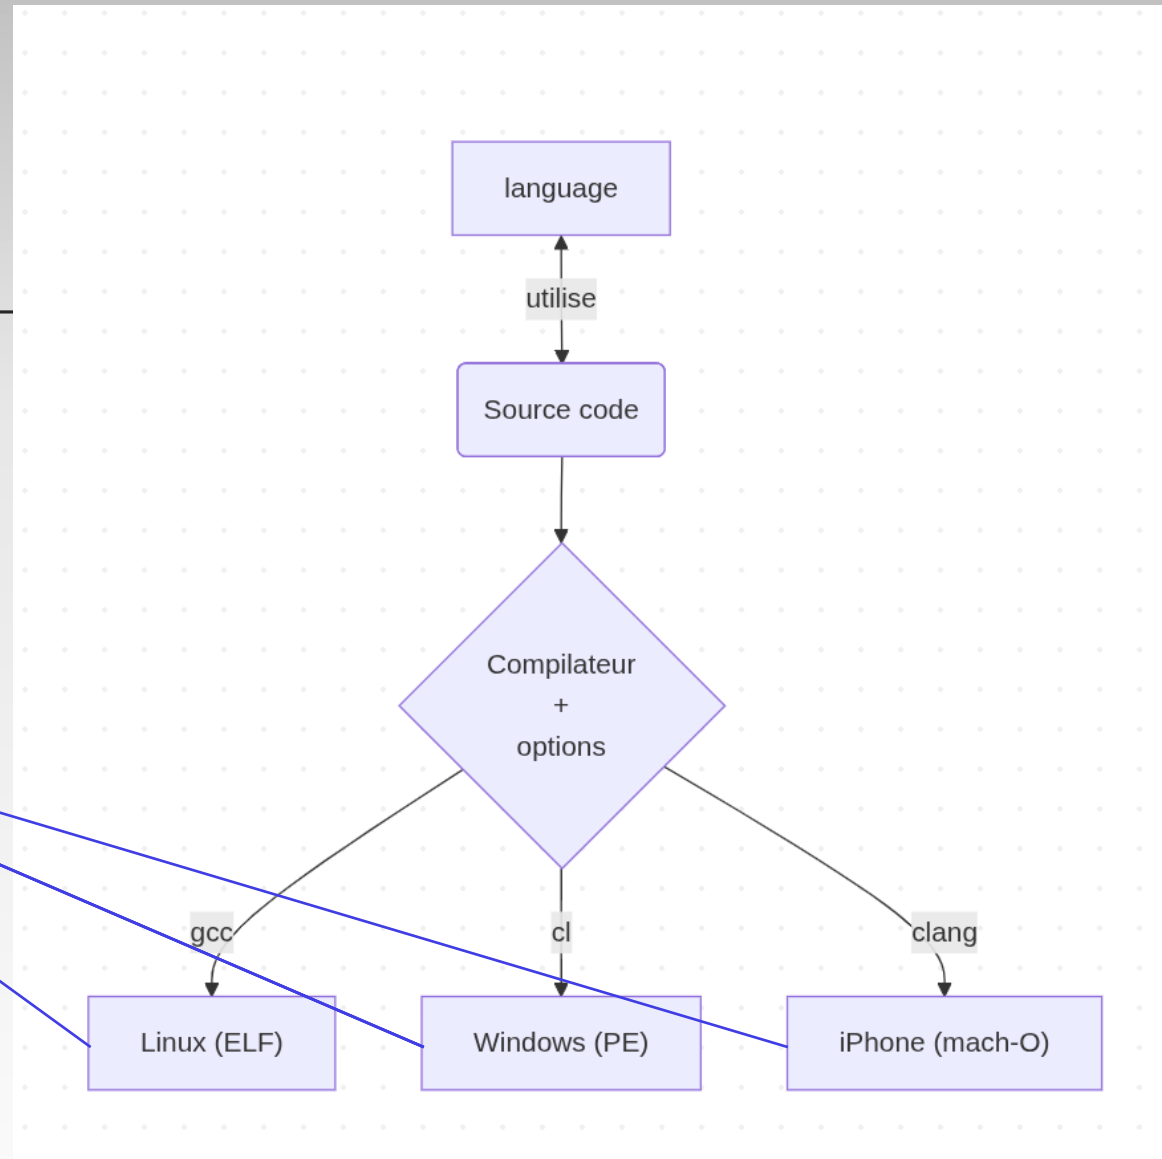 language
utilise
Source code
Compilateur
+
options
gcc
cl
clang
Linux (ELF)
Windows (PE)
iPhone (mach-O)